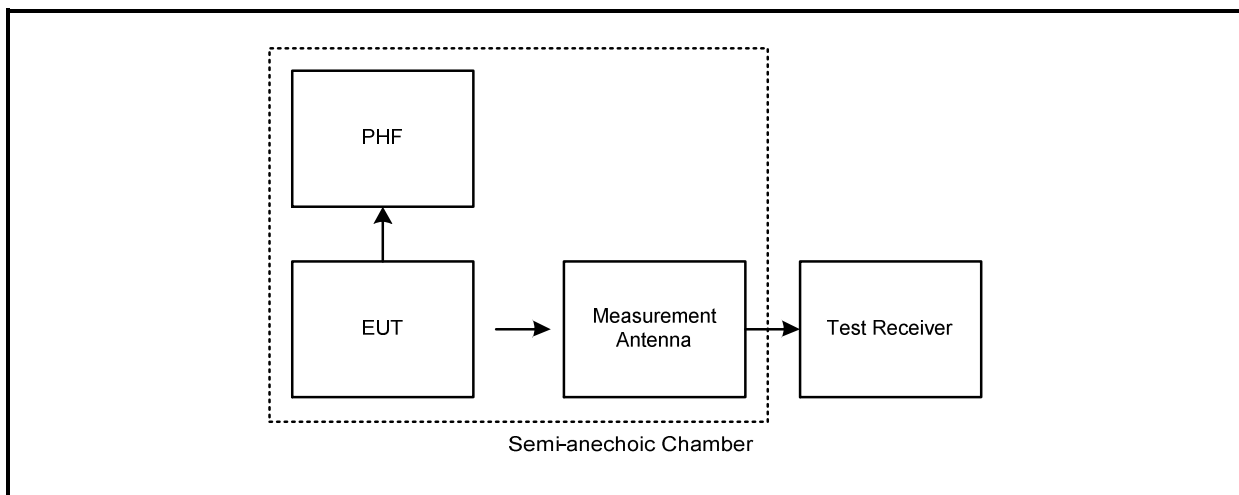 PHF
EUT
Measurement
Antenna
Test Receiver
Semi-anechoic Chamber